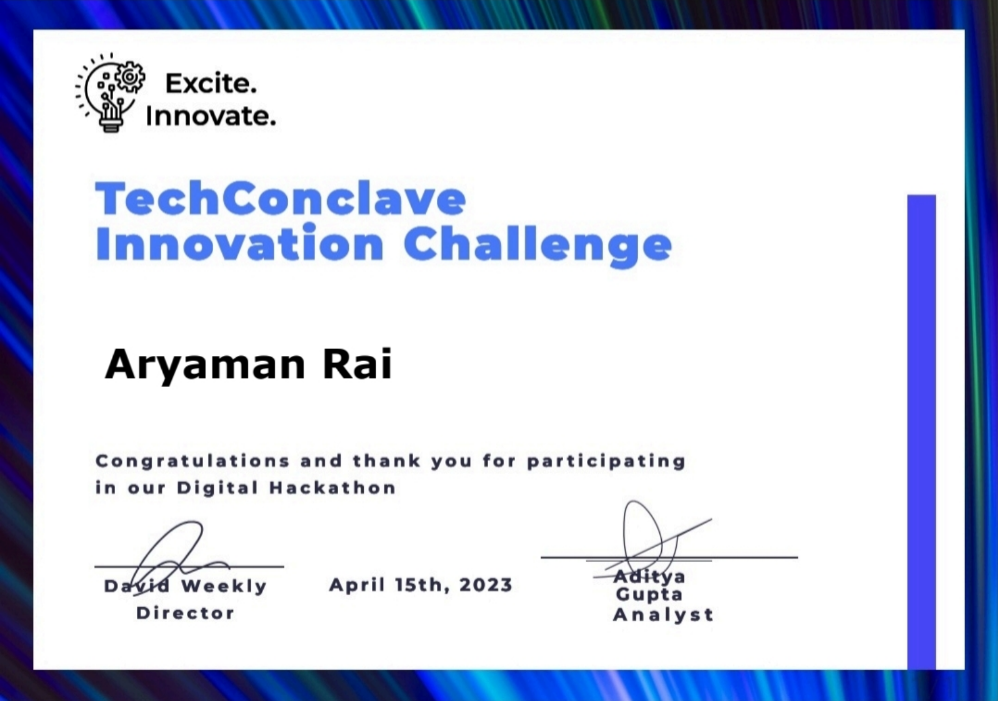 Excite.
Innovate.
TechConclave
Innovation Challenge
Aryaman Rai
Congratulations and thank you for participating
in our Digital Hackathon
David Weekly
Director
April 15th, 2023
Aditya
Gupta
Analyst